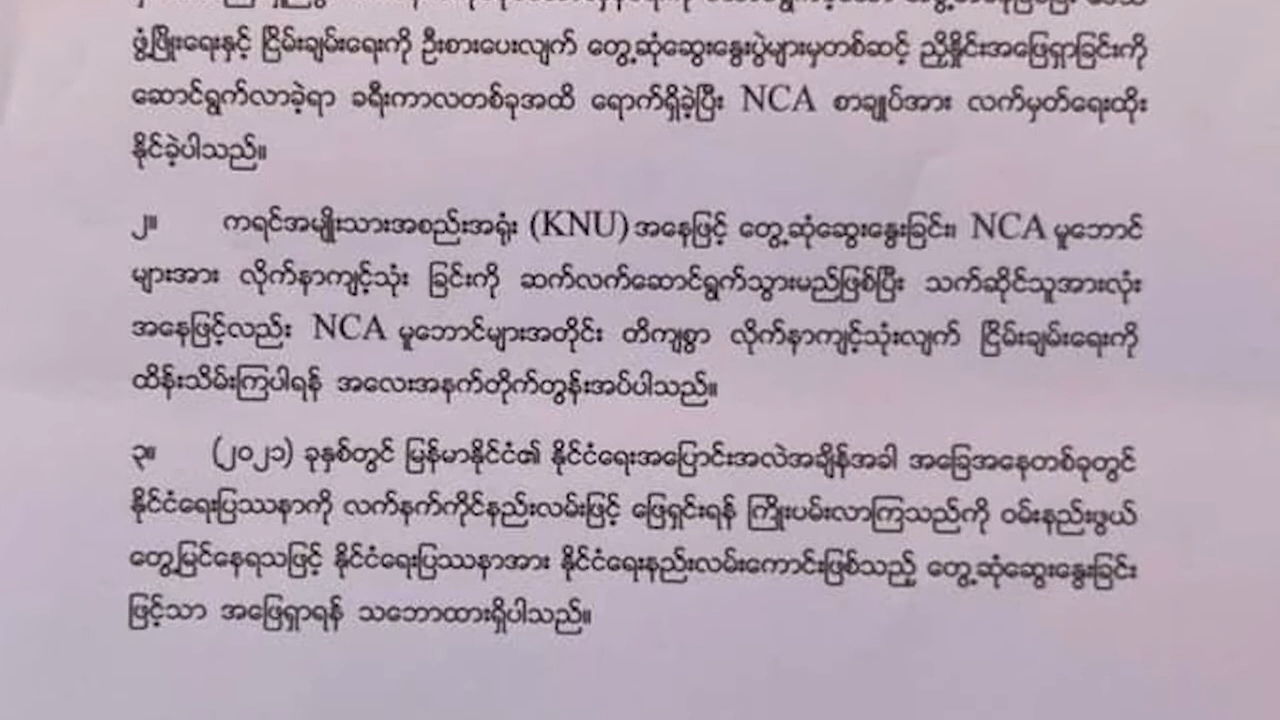 ဖွံ့ဖြိုးရေးနှင့် ငြိမ်းချမ်းရေးကို ဦးစားပေးလျက် တွေ့ဆုံဆွေးနွေးပွဲများမှတစ်ဆင့် ညှိနှိုင်းအဖြေရှာခြင်းကို
ဆောင်ရွက်လာခဲ့ရာ ခရီးကာလတစ်ခုအထိ ရောက်ရှိခဲ့ပြီး NCA စာချုပ်အား လက်မှတ်ရေးထိုး
နိုင်ခဲ့ပါသည်။
၂။ ကရင်အမျိုးသားအစည်းအရုံး (KNU) အနေဖြင့် တွေ့ဆုံဆွေးနွေးခြင်း၊ NCA မူဘောင်
များအား လိုက်နာကျင့်သုံး ခြင်းကို ဆက်လက်ဆောင်ရွက်သွားမည်ဖြစ်ပြီး သက်ဆိုင်သူအားလုံး
အနေဖြင့်လည်း NCA မူဘောင်များအတိုင်း တိကျစွာ လိုက်နာကျင့်သုံးလျက် ငြိမ်းချမ်းရေးကို
ထိန်းသိမ်းကြပါရန် အလေးအနက်တိုက်တွန်းအပ်ပါသည်။
၃။ (၂၀၂၁) ခုနှစ်တွင် မြန်မာနိုင်ငံ၏ နိုင်ငံရေးအပြောင်းအလဲအချိန်အခါ အခြေအနေတစ်ခုတွင်
နိုင်ငံရေးပြဿနာကို လက်နက်ကိုင်နည်းလမ်းဖြင့် ဖြေရှင်းရန် ကြိုးပမ်းလာကြသည်ကို ဝမ်းနည်းဖွယ်
တွေ့မြင်နေရသဖြင့် နိုင်ငံရေးပြဿနာအား နိုင်ငံရေးနည်းလမ်းကောင်းဖြစ်သည့် တွေ့ဆုံဆွေးနွေးခြင်း
ဖြင့်သာ အဖြေရှာရန် သဘောထားရှိပါသည်။